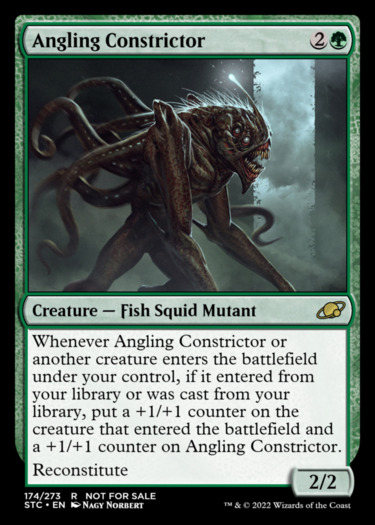 Angling Constrictor 2
Creature — Fish Squid Mutant
Whenever Angling Constrictor or
another creature enters the battlefield
under your control, if it entered from
your library or was cast from your
library, put a +1/+1 counter on the
creature that entered the battlefield and
a +1/+1 counter on Angling Constrictor.
Reconstitute
2/2
174/273 R NOT FOR SALE
STC • EN Nagy Norbert ™ & © 2022 Wizards of the Coast